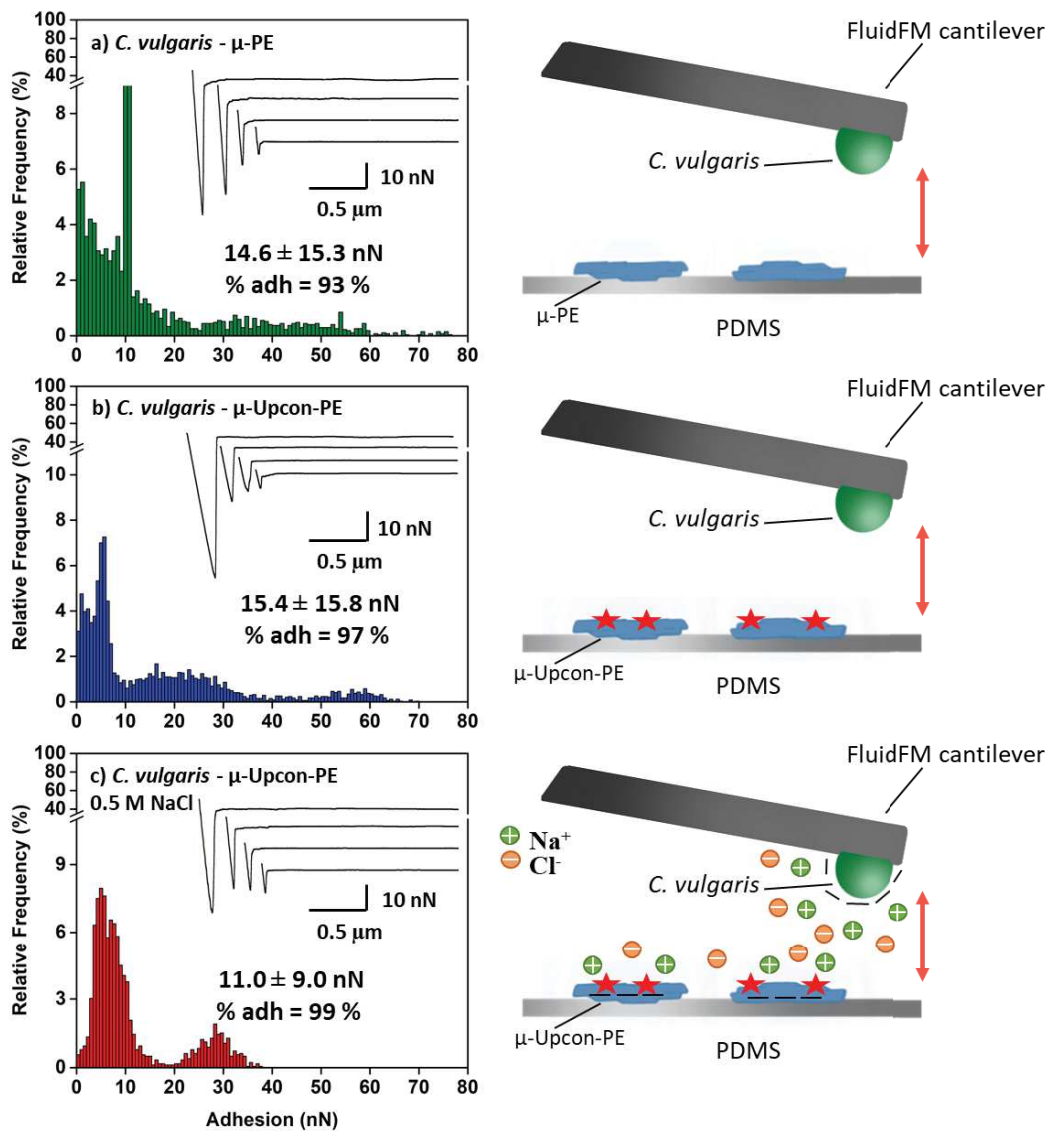 a) C. vulgaris - μ-PE
Relative Frequency (%)
100
80
60
40
8
6
4
2
0
10 nN
0.5 μm
14.6 ± 15.3 nN
% adh = 93 %
0 10 20 30 40 50 60 70 80
FluidFM cantilever
C. vulgaris
μ-PE
PDMS
b) C. vulgaris - μ-Upcon-PE
Relative Frequency (%)
100
80
60
40
10
8
6
4
2
0
10 nN
0.5 μm
15.4 ± 15.8 nN
% adh = 97 %
0 10 20 30 40 50 60 70 80
FluidFM cantilever
C. vulgaris
μ-Upcon-PE
PDMS
c) C. vulgaris - μ-Upcon-PE
0.5 M NaCl
Relative Frequency (%)
100
80
60
40
9
6
3
0
10 nN
0.5 μm
11.0 ± 9.0 nN
% adh = 99 %
0 10 20 30 40 50 60 70 80
Adhesion (nN)
FluidFM cantilever
Na⁺
Cl⁻
C. vulgaris
μ-Upcon-PE
PDMS